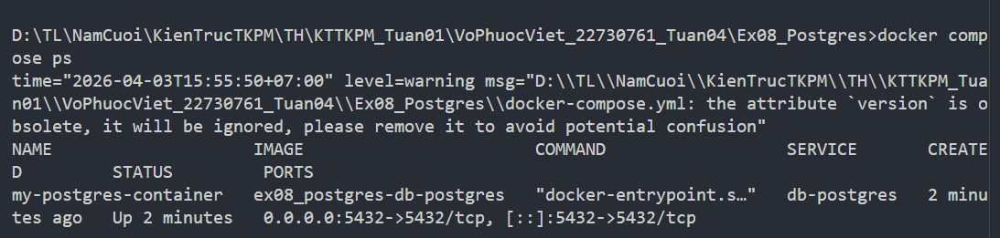 D:\TL\NamCuoi\KienTrucTKPM\TH\KTTKPM_Tuan01\VoPhuocViet_22730761_Tuan04\Ex08_Postgres>docker comp
ose ps
time="2026-04-03T15:55:50+07:00" level=warning msg="D:\\TL\\NamCuoi\\KienTrucTKPM\\TH\\KTTKPM_Tua
n01\\VoPhuocViet_22730761_Tuan04\\Ex08_Postgres\\docker-compose.yml: the attribute `version` is o
bsolete, it will be ignored, please remove it to avoid potential confusion"
NAME                    IMAGE                      COMMAND                  SERVICE       CREATE
D         STATUS         PORTS
my-postgres-container   ex08_postgres-db-postgres   "docker-entrypoint.s…"   db-postgres   2 minu
tes ago   Up 2 minutes   0.0.0.0:5432->5432/tcp, [::]:5432->5432/tcp